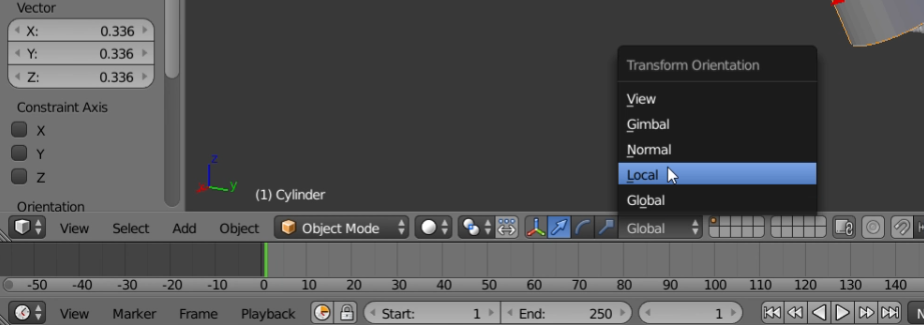 Vector
X: 0.336
Y: 0.336
Z: 0.336
Constraint Axis
X
Y
Z
Orientation
Transform Orientation
View
Gimbal
Normal
Local
Global
z
y
(1) Cylinder
View Select Add Object Object Mode Global
-50 -40 -30 -20 -10 0 10 20 30 40 50 60 70 80 90 100 110 120 130 140
View Marker Frame Playback Start: 1 End: 250 1